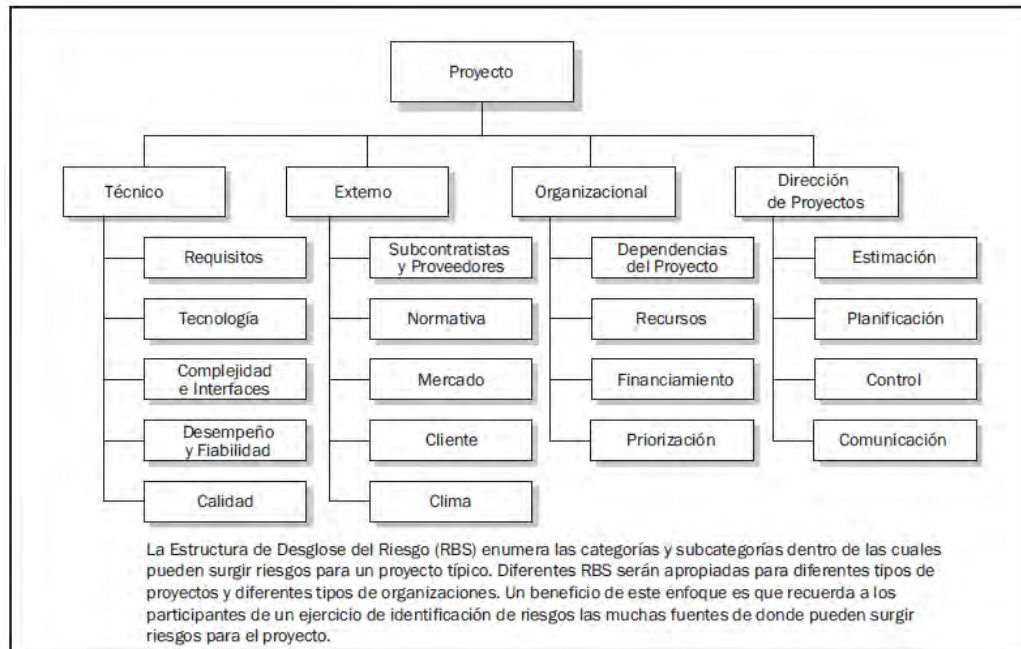 Proyecto
Técnico
Externo
Organizacional
Dirección
de Proyectos
Requisitos
Tecnología
Complejidad
e Interfaces
Desempeño
y Fiabilidad
Calidad
Subcontratistas
y Proveedores
Normativa
Mercado
Cliente
Clima
Dependencias
del Proyecto
Recursos
Financiamiento
Priorización
Estimación
Planificación
Control
Comunicación
La Estructura de Desglose del Riesgo (RBS) enumera las categorías y subcategorías dentro de las cuales
pueden surgir riesgos para un proyecto típico. Diferentes RBS serán apropiadas para diferentes tipos de
proyectos y diferentes tipos de organizaciones. Un beneficio de este enfoque es que recuerda a los
participantes de un ejercicio de identificación de riesgos las muchas fuentes de donde pueden surgir
riesgos para el proyecto.